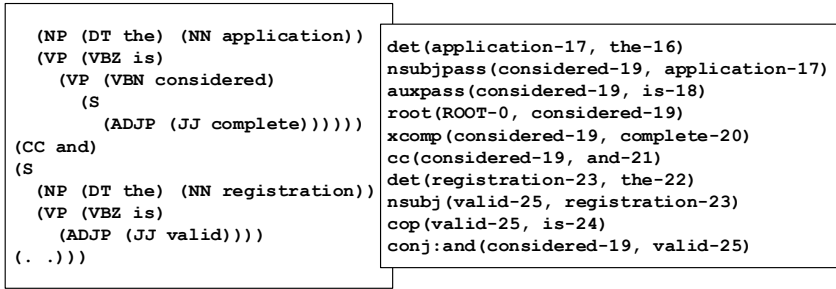 (NP (DT the) (NN application))
(VP (VBZ is)
(VP (VBN considered)
(S
(ADJP (JJ complete))))))
(CC and)
(S
(NP (DT the) (NN registration))
(VP (VBZ is)
(ADJP (JJ valid))))
(. .)))
det(application-17, the-16)
nsubjpass(considered-19, application-17)
auxpass(considered-19, is-18)
root(ROOT-0, considered-19)
xcomp(considered-19, complete-20)
cc(considered-19, and-21)
det(registration-23, the-22)
nsubj(valid-25, registration-23)
cop(valid-25, is-24)
conj:and(considered-19, valid-25)